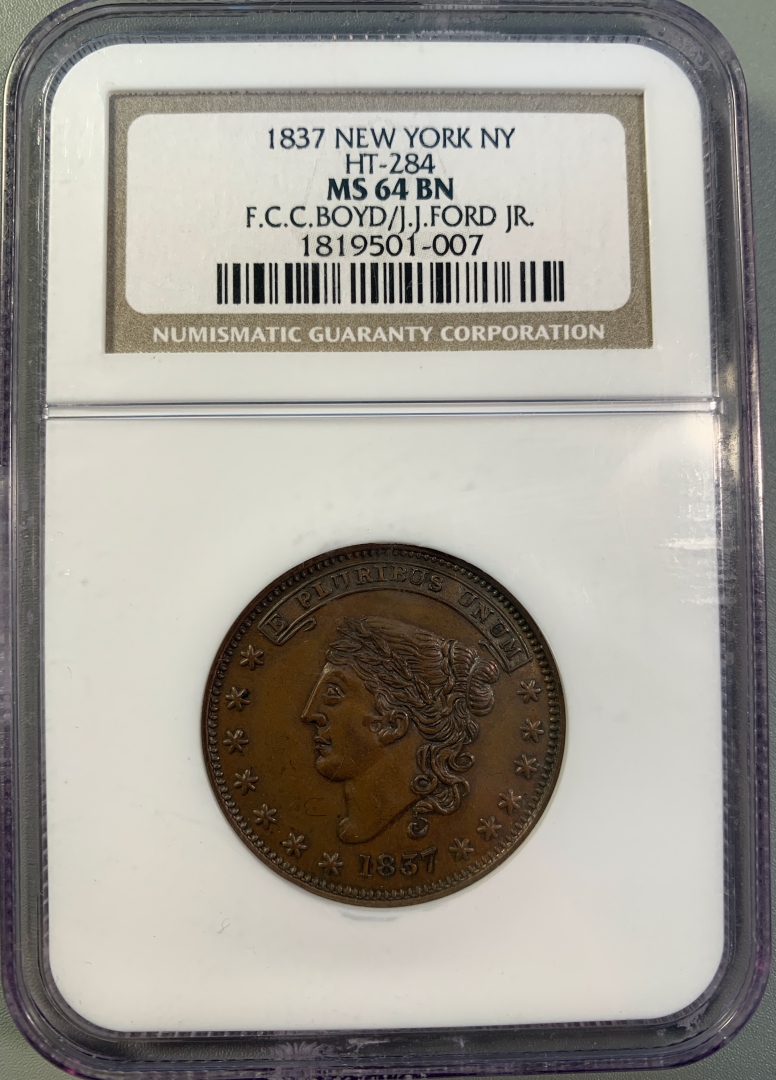 1837 NEW YORK NY
HT-284
MS 64 BN
F.C.C.BOYD/J.J.FORD JR.
1819501-007
NUMISMATIC GUARANTY CORPORATION
E PLURIBUS UNUM
1837